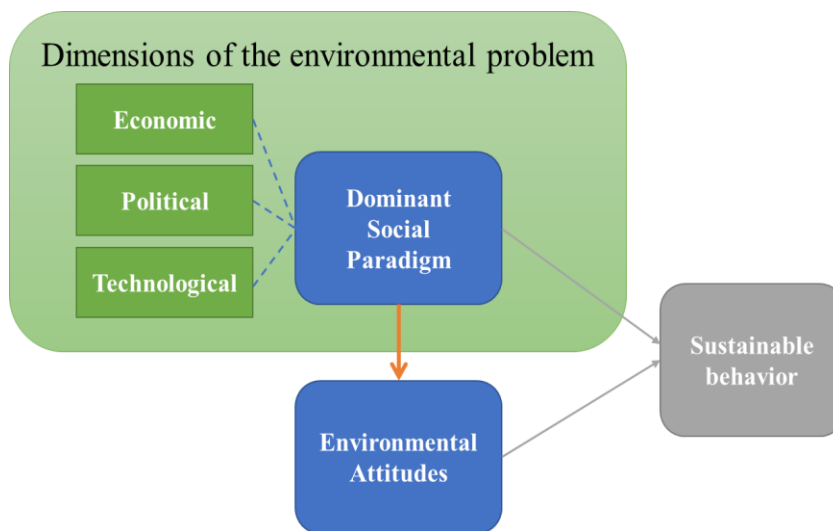 Dimensions of the environmental problem
Economic
Political
Technological
Dominant
Social
Paradigm
Sustainable
behavior
Environmental
Attitudes